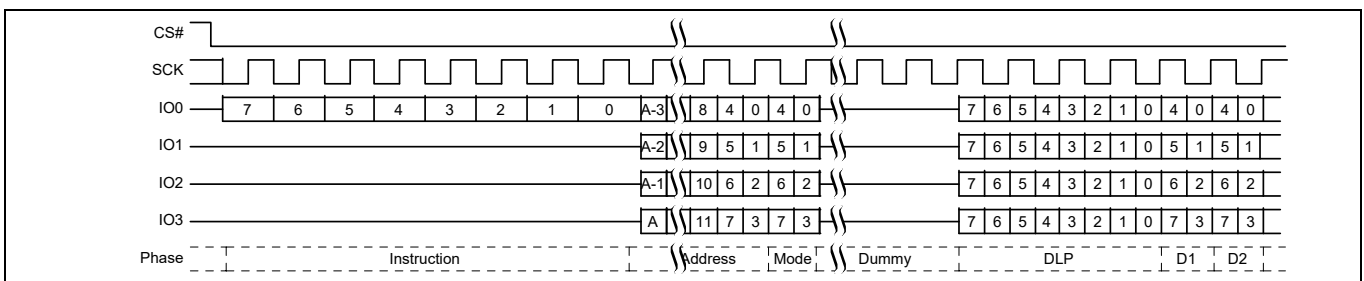 CS#
SCK
IO0 7 6 5 4 3 2 1 0 A-3 8 4 0 4 0 7 6 5 4 3 2 1 0 4 0 4 0
IO1 A-2 9 5 1 5 1 7 6 5 4 3 2 1 0 5 1 5 1
IO2 A-1 10 6 2 6 2 7 6 5 4 3 2 1 0 6 2 6 2
IO3 A 11 7 3 7 3 7 6 5 4 3 2 1 0 7 3 7 3
Phase Instruction Address Mode Dummy DLP D1 D2